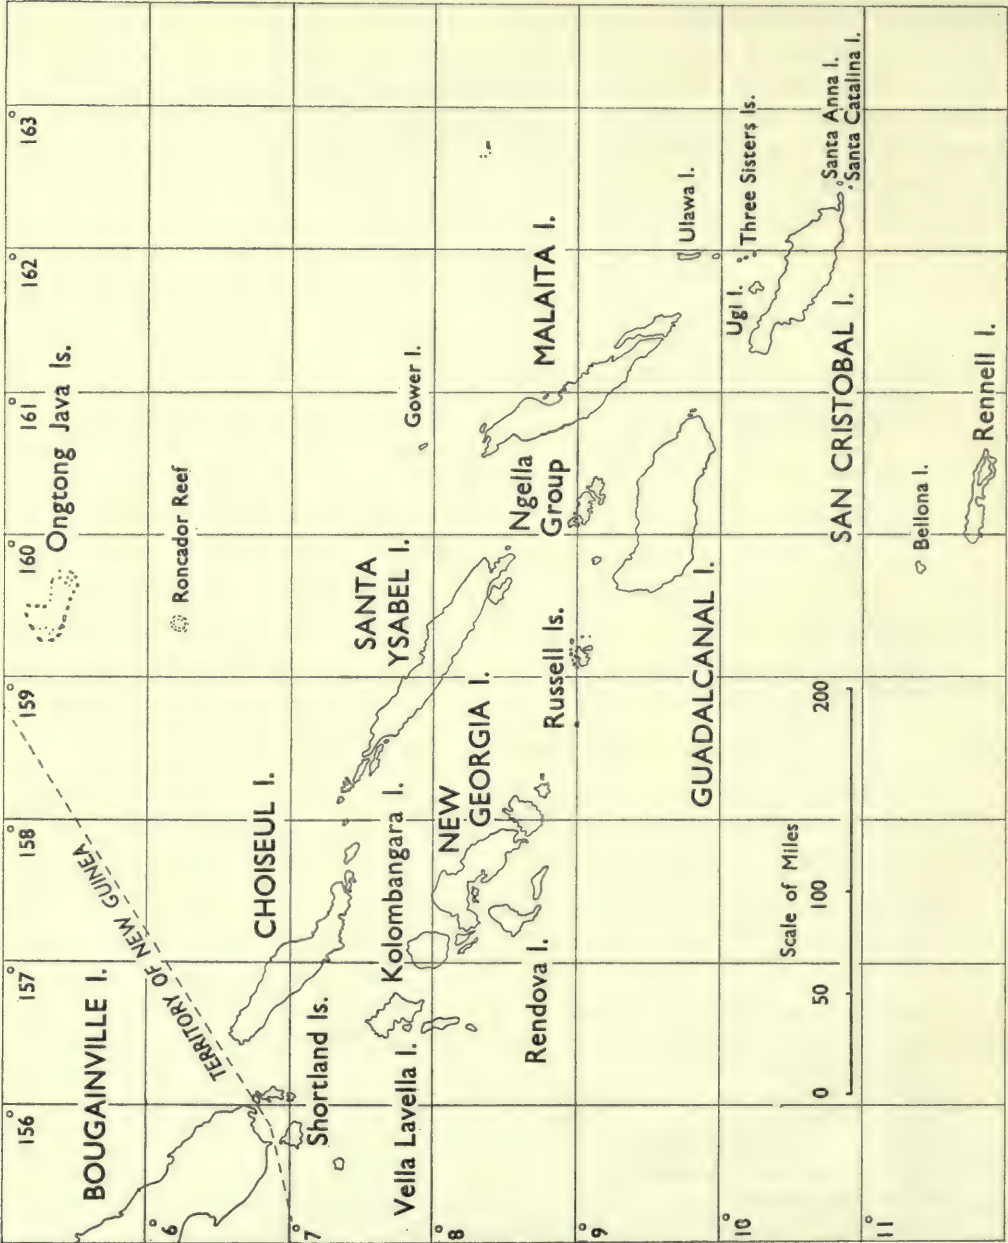 156°
157°
158°
159°
160°
161°
162°
163°
BOUGAINVILLE I.
TERRITORY OF NEW GUINEA
Ongtong Java Is.
Roncador Reef
6°
CHOISEUL I.
Shortland Is.
7°
SANTA
YSABEL I.
Gower I.
Vella Lavella I.
Kolombangara I.
8°
NEW
GEORGIA I.
Ngella
Group
MALAITA I.
Rendova I.
Russell Is.
9°
Ulawa I.
GUADALCANAL I.
Ugi I.
Three Sisters Is.
10°
Scale of Miles
0 50 100 200
SAN CRISTOBAL I.
Santa Anna I.
Santa Catalina I.
11°
Bellona I.
Rennell I.